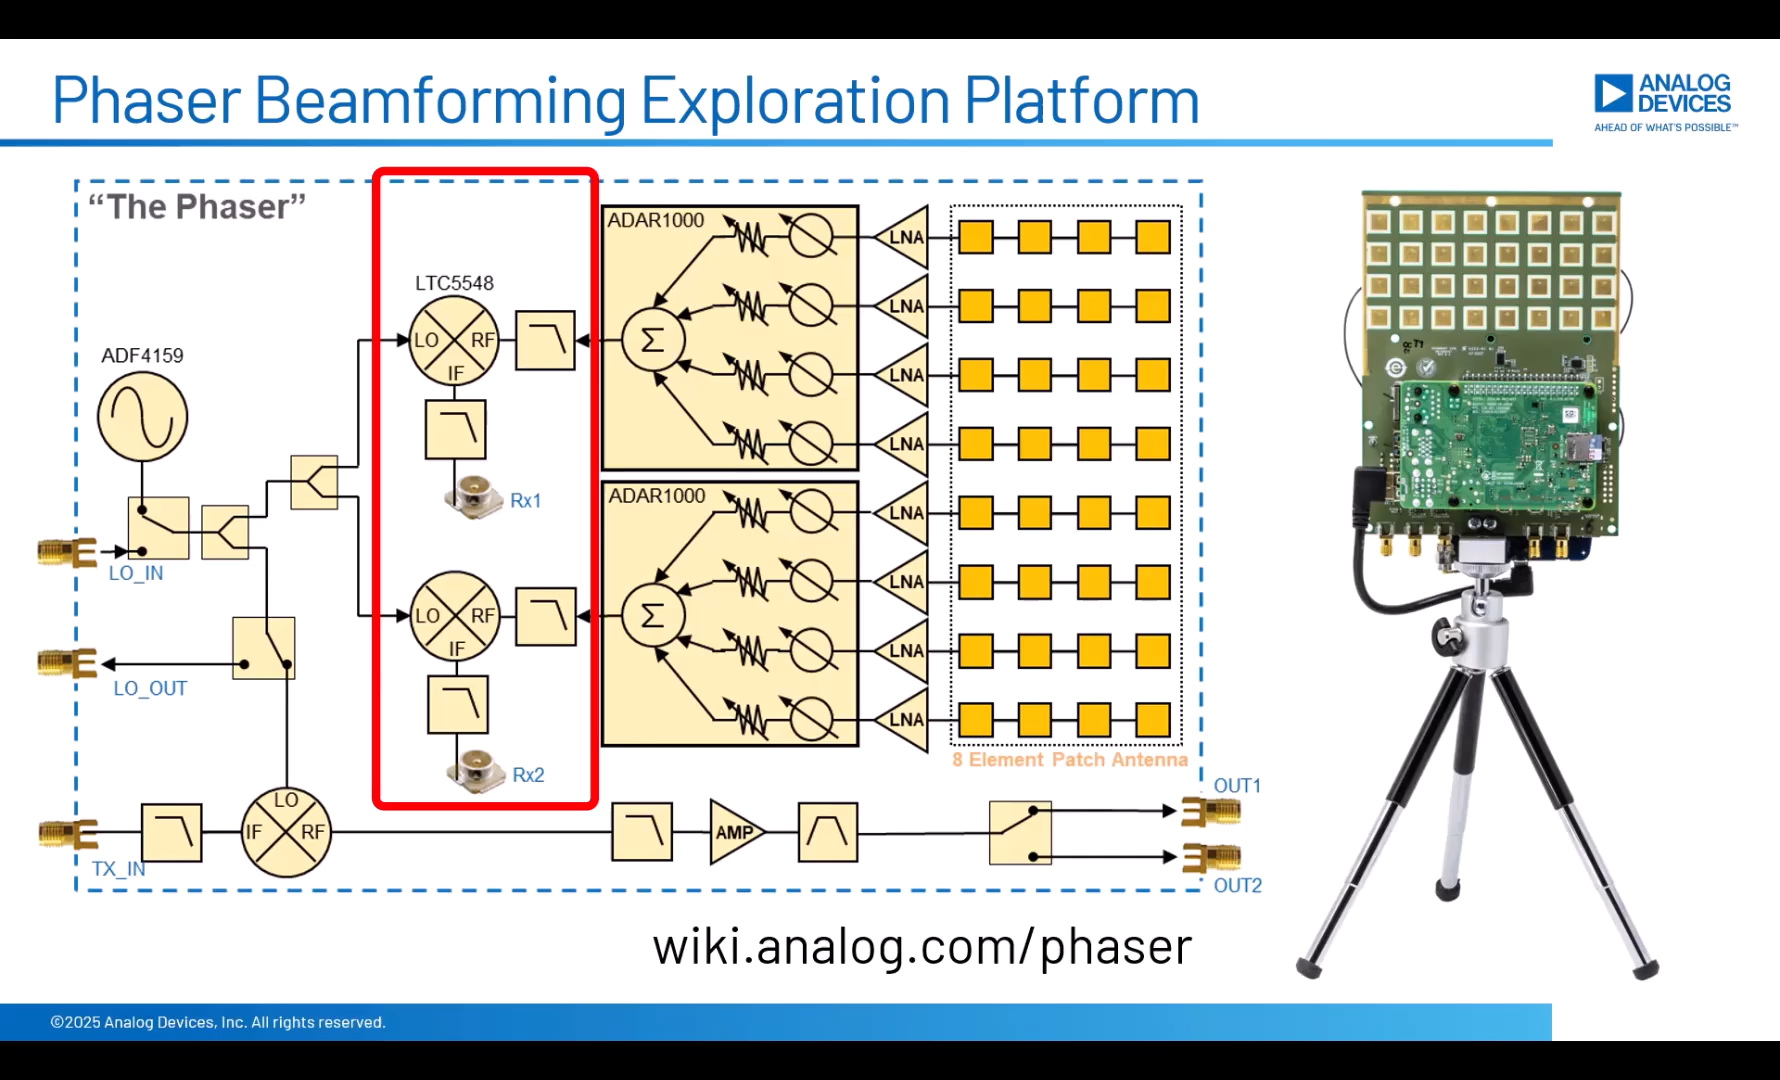 Phaser Beamforming Exploration Platform
ANALOG
DEVICES
AHEAD OF WHAT'S POSSIBLE™
“The Phaser”
ADAR1000
LNA
LNA
LNA
LNA
LTC5548
LO
RF
IF
Rx1
ADF4159
LO_IN
LO_OUT
ADAR1000
Σ
Σ
LNA
LNA
LNA
LNA
LO
RF
IF
Rx2
8 Element Patch Antenna
TX_IN
LO
IF
RF
AMP
OUT1
OUT2
wiki.analog.com/phaser
©2025 Analog Devices, Inc. All rights reserved.